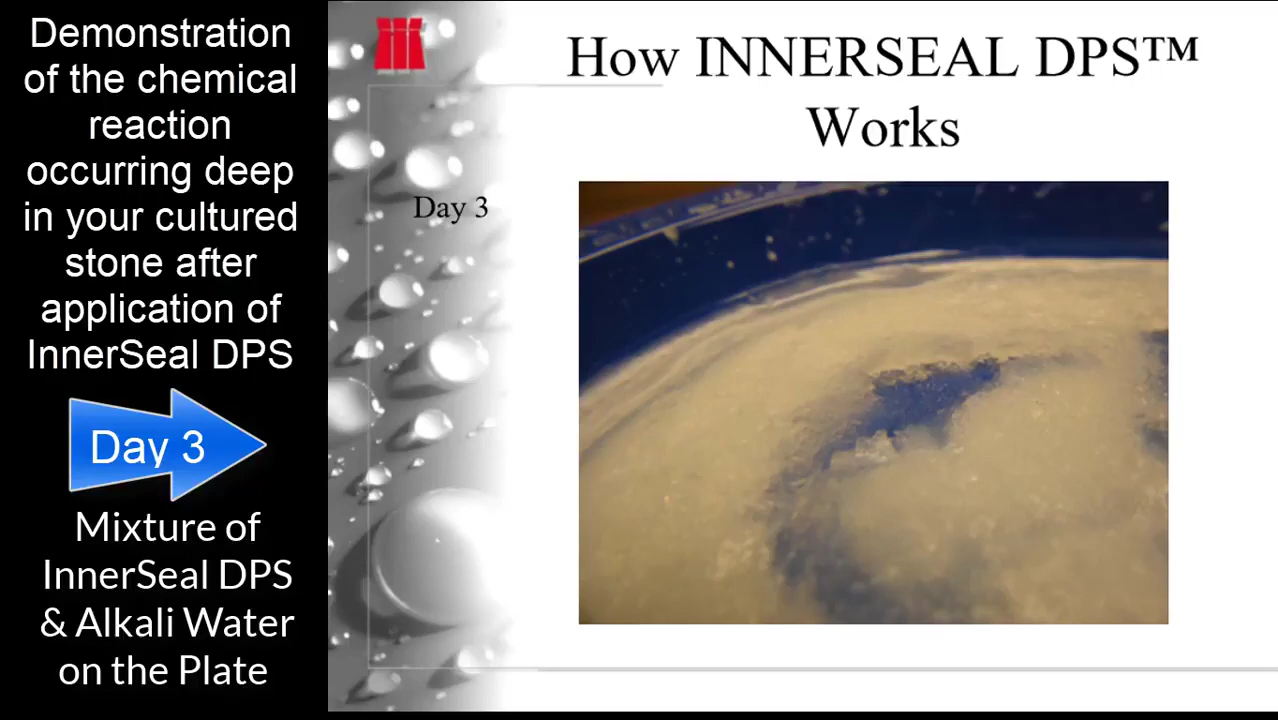 Demonstration
of the chemical
reaction
occurring deep
in your cultured
stone after
application of
InnerSeal DPS
Day 3
Mixture of
InnerSeal DPS
& Alkali Water
on the Plate
How INNERSEAL DPS™
Works
Day 3